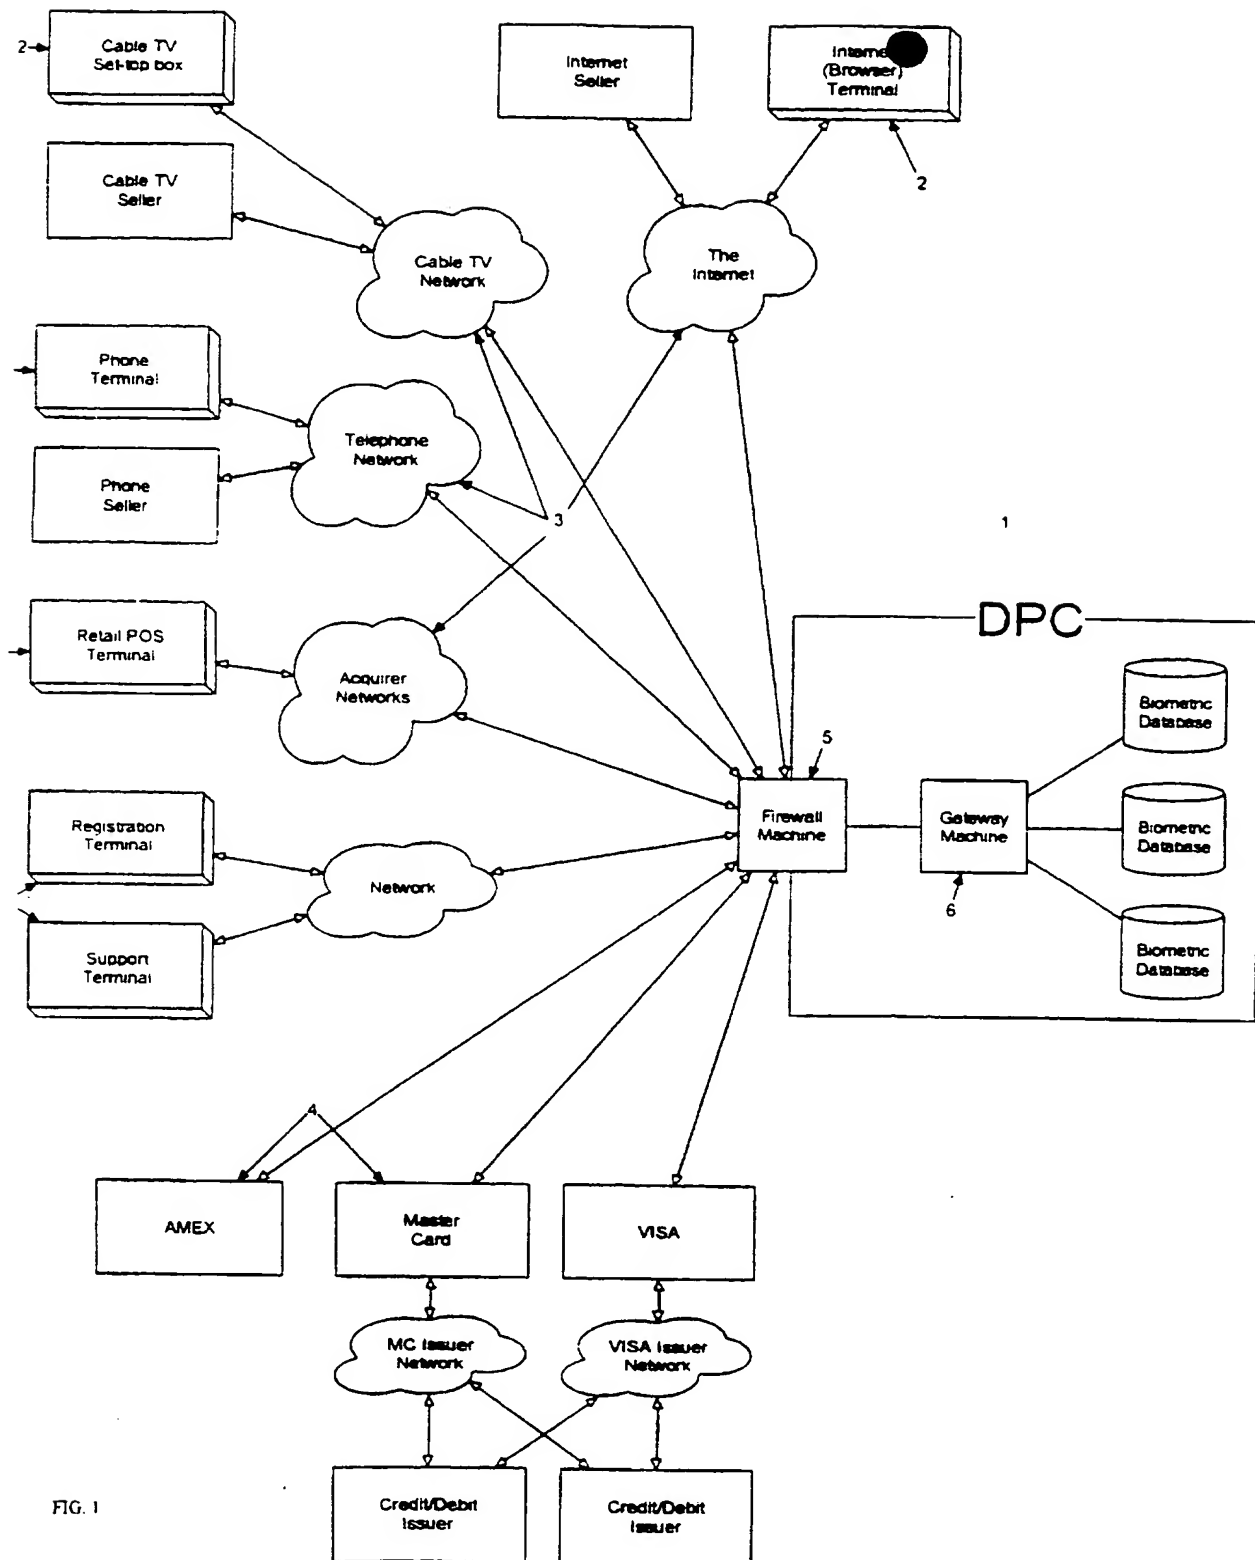 2
Cable TV
Set-top box
Internet
Seller
(Browser)
Terminal
2
Cable TV
Seller
Cable TV
Network
The
Internet
Phone
Terminal
Telephone
Network
Phone
Seller
3
1
DPC
Retail POS
Terminal
Acquirer
Networks
Biometric
Database
5
Firewall
Machine
Gateway
Machine
Biometric
Database
Registration
Terminal
Network
6
Support
Terminal
Biometric
Database
4
AMEX
Master
Card
VISA
MC Issuer
Network
VISA Issuer
Network
Credit/Debit
Issuer
Credit/Debit
Issuer
FIG. 1